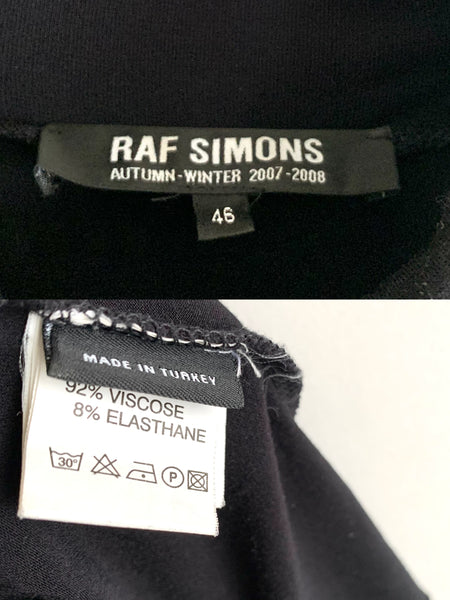 RAF SIMONS
AUTUMN-WINTER 2007-2008
46
MADE IN TURKEY
92% VISCOSE
8% ELASTHANE
30°
P